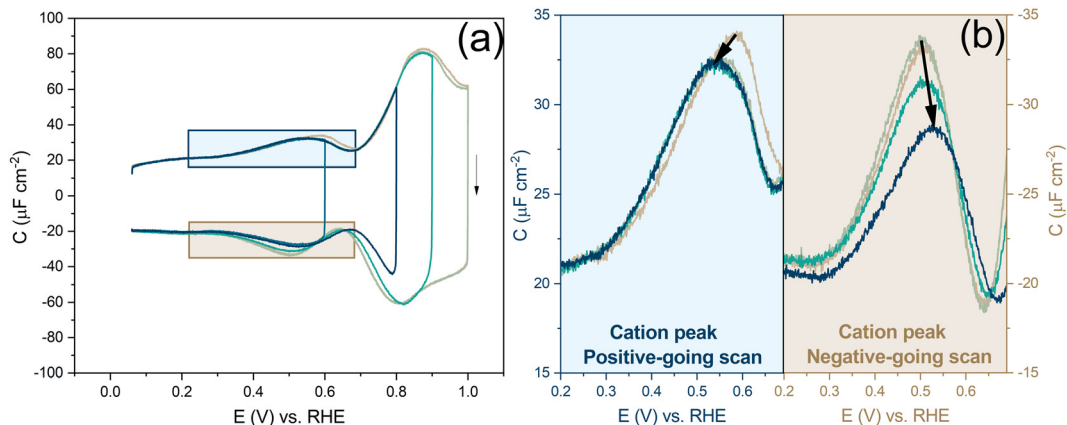 (a)
100
80
60
40
20
0
-20
-40
-60
-80
-100
C (μF cm⁻²)
0.0 0.2 0.4 0.6 0.8 1.0
E (V) vs. RHE
(b)
35
30
25
20
15
C (μF cm⁻²)
Cation peak
Positive-going scan
0.2 0.3 0.4 0.5 0.6
E (V) vs. RHE
Cation peak
Negative-going scan
0.2 0.3 0.4 0.5 0.6
E (V) vs. RHE
-35
-30
-25
-20
-15
C (μF cm⁻²)